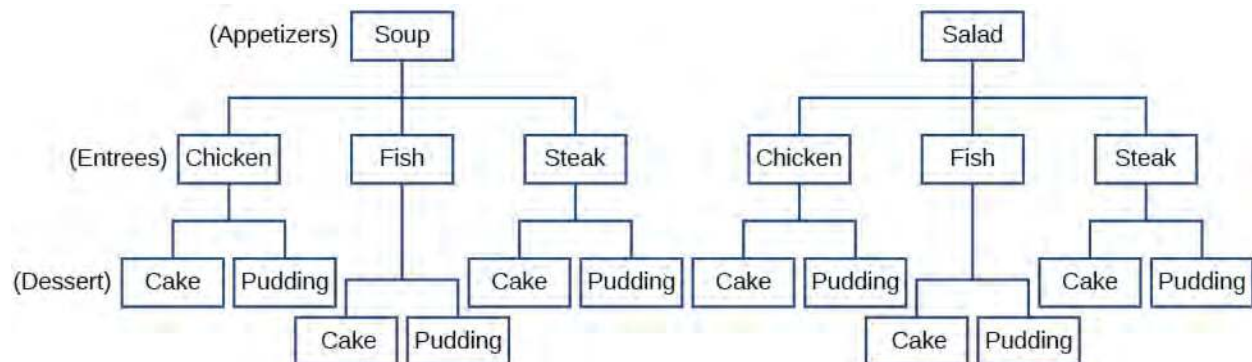 (Appetizers) Soup Salad
(Entrees) Chicken Fish Steak Chicken Fish Steak
(Dessert) Cake Pudding Cake Pudding Cake Pudding Cake Pudding
Cake Pudding Cake Pudding